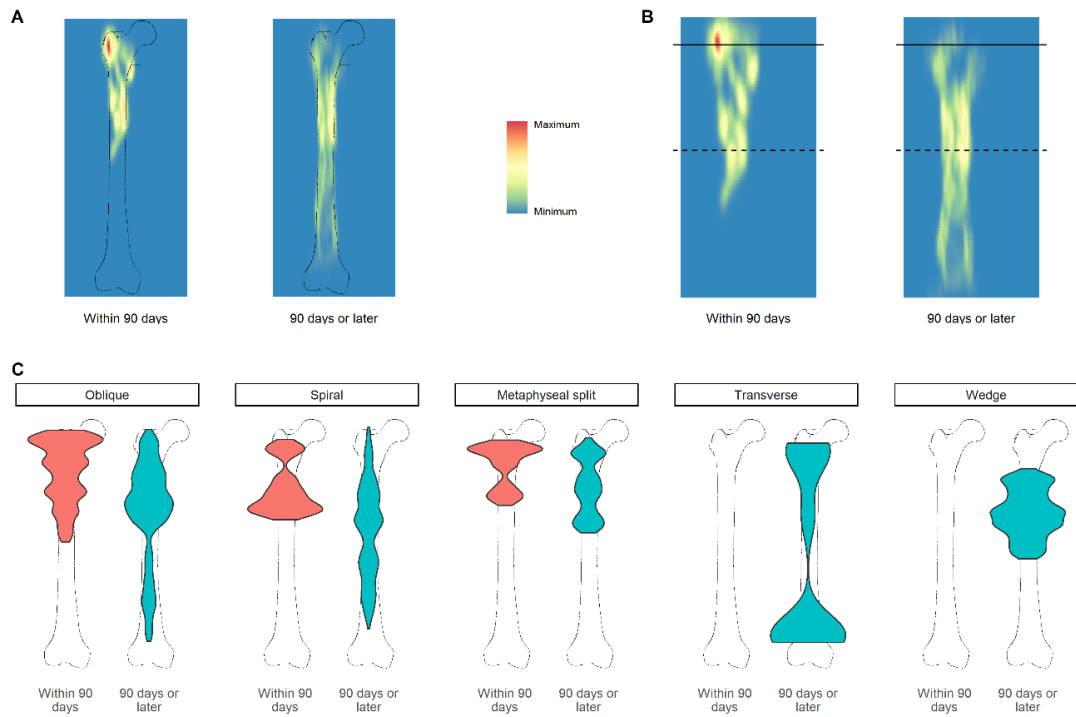 A
B
Maximum
Minimum
Within 90 days
90 days or later
Within 90 days
90 days or later
C
Oblique
Spiral
Metaphyseal split
Transverse
Wedge
Within 90
days
90 days or
later
Within 90
days
90 days or
later
Within 90
days
90 days or
later
Within 90
days
90 days or
later
Within 90
days
90 days or
later